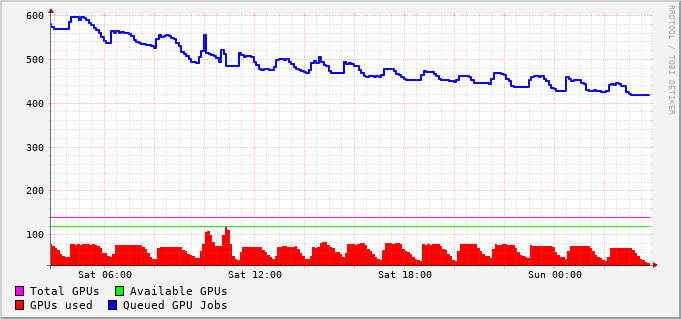 RRDTOOL / TOBI OETIKER
600
500
400
300
200
100
Sat 06:00 Sat 12:00 Sat 18:00 Sun 00:00
Total GPUs Available GPUs
GPUs used Queued GPU Jobs